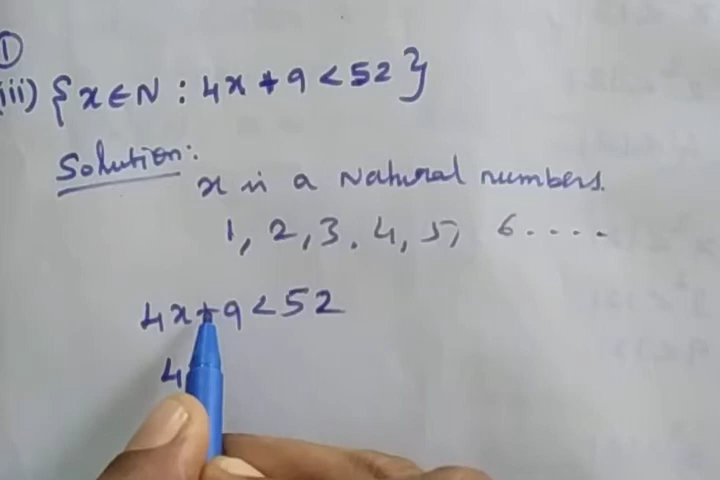 ①
iii) {x∈N : 4x+9<52}
Solution:
x is a Natural numbers.
1, 2, 3, 4, 5, 6.....
4x+9<52
4